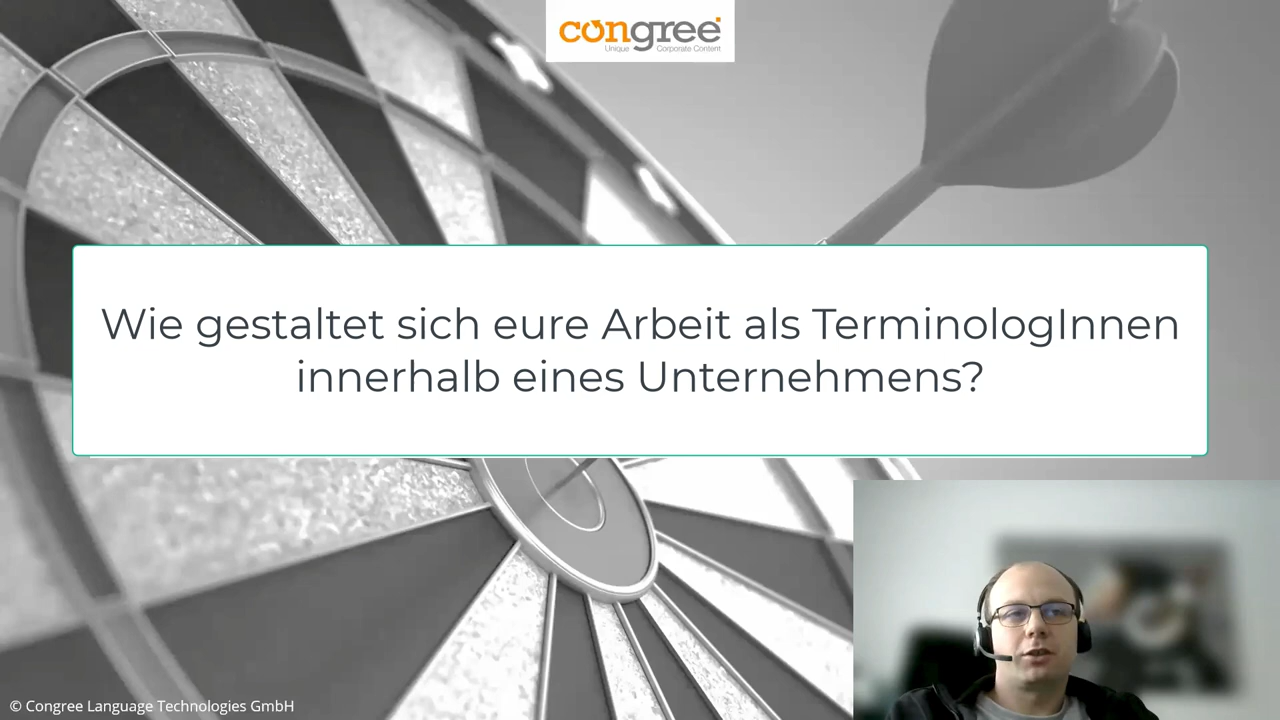 congree
Unique Corporate Content
Wie gestaltet sich eure Arbeit als TerminologInnen
innerhalb eines Unternehmens?
© Congree Language Technologies GmbH